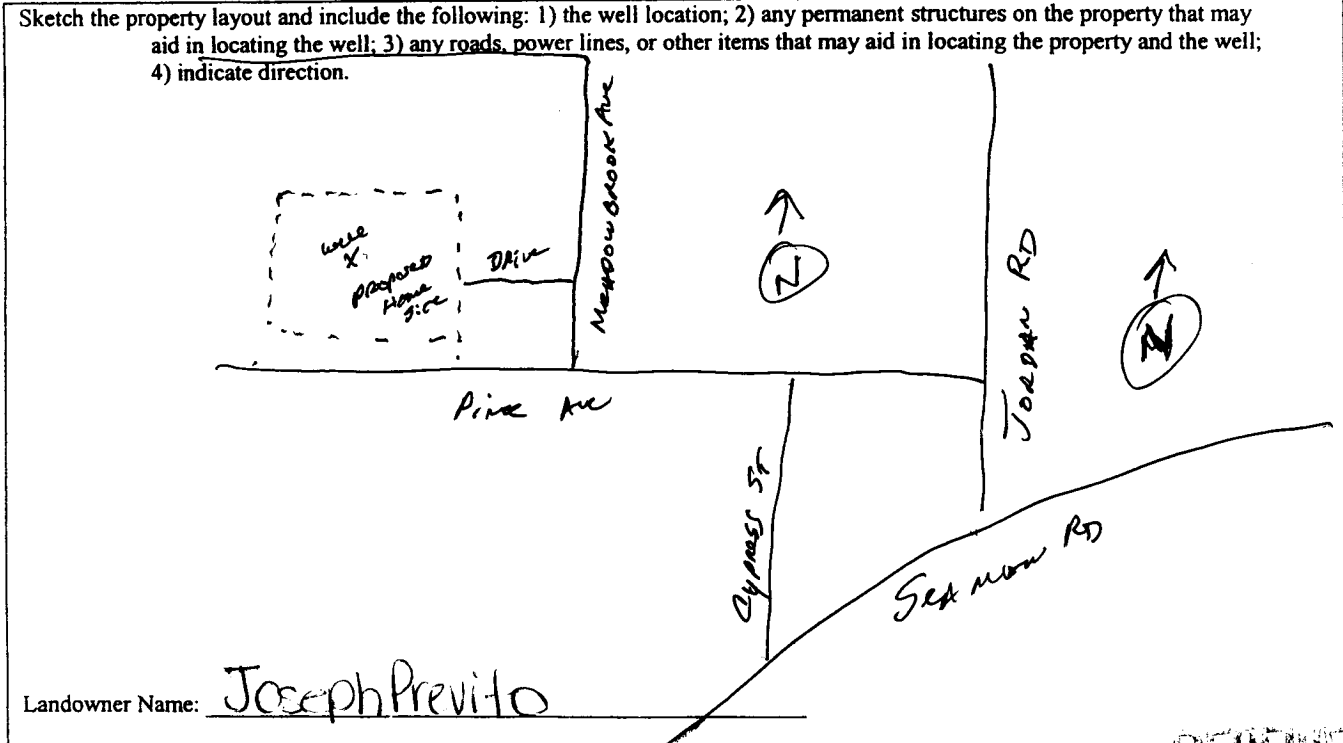 Sketch the property layout and include the following: 1) the well location; 2) any permanent structures on the property that may
aid in locating the well; 3) any roads, power lines, or other items that may aid in locating the property and the well;
4) indicate direction.
MEADOWBROOK Ave
well
X
Proposed
Home
Site
Drive
N
JORDAN RD
N
Pine Ave
Cypress St
Seamon RD
Landowner Name: Joseph Previto